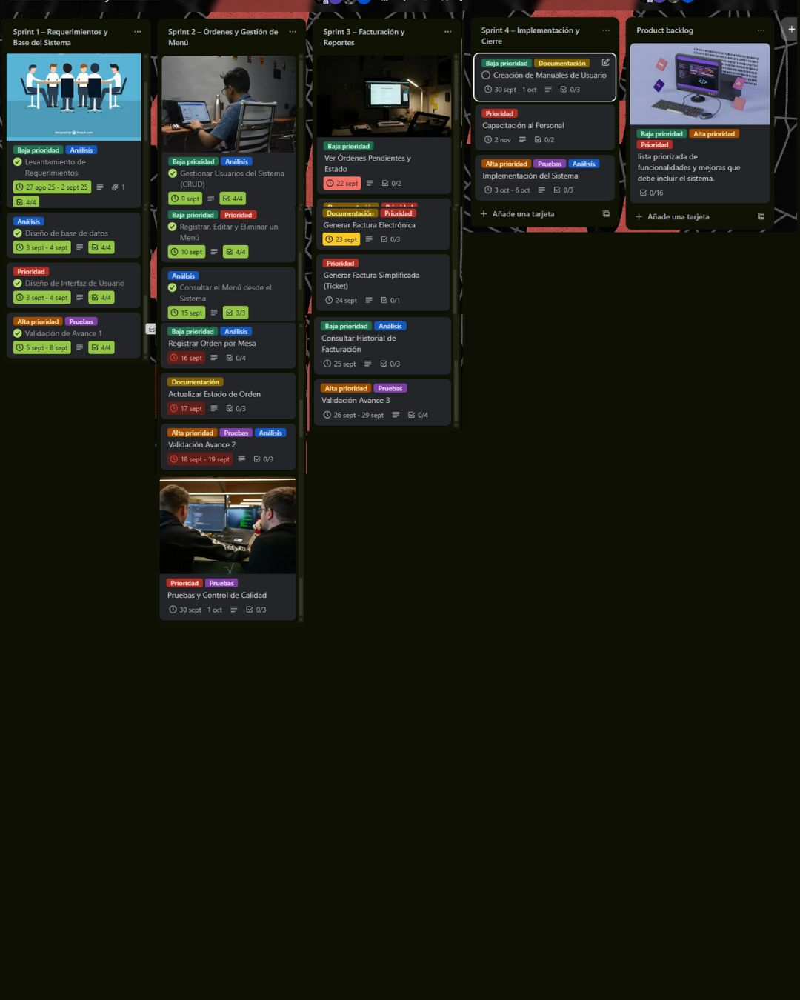 Sprint 1 – Requerimientos y
Base del Sistema
designed by freepik.com
Baja prioridad Análisis
Levantamiento de
Requerimientos
27 ago 25 - 2 sept 25 1
4/4
Análisis
Diseño de base de datos
3 sept - 4 sept 4/4
Prioridad
Diseño de Interfaz de Usuario
3 sept - 4 sept 4/4
Alta prioridad Pruebas
Validación de Avance 1
5 sept - 8 sept 4/4
Es
Sprint 2 – Órdenes y Gestión de
Menú
Baja prioridad Análisis
Gestionar Usuarios del Sistema
(CRUD)
9 sept 4/4
Baja prioridad Prioridad
Registrar, Editar y Eliminar un
Menú
10 sept 4/4
Análisis
Consultar el Menú desde el
Sistema
15 sept 3/3
Baja prioridad Análisis
Registrar Orden por Mesa
16 sept 0/4
Documentación
Actualizar Estado de Orden
17 sept 0/3
Alta prioridad Pruebas Análisis
Validación Avance 2
18 sept - 19 sept 0/3
Prioridad Pruebas
Pruebas y Control de Calidad
30 sept - 1 oct 0/3
Sprint 3 – Facturación y
Reportes
Baja prioridad
Ver Órdenes Pendientes y
Estado
22 sept 0/2
Documentación Prioridad
Generar Factura Electrónica
23 sept 0/3
Prioridad
Generar Factura Simplificada
(Ticket)
24 sept 0/1
Baja prioridad Análisis
Consultar Historial de
Facturación
25 sept 0/3
Alta prioridad Pruebas
Validación Avance 3
26 sept - 29 sept 0/4
Sprint 4 – Implementación y
Cierre
Baja prioridad Documentación
Creación de Manuales de Usuario
30 sept - 1 oct 0/3
Prioridad
Capacitación al Personal
2 nov 0/2
Alta prioridad Pruebas Análisis
Implementación del Sistema
3 oct - 6 oct 0/3
+ Añade una tarjeta
Product backlog
Baja prioridad Alta prioridad
Prioridad
lista priorizada de
funcionalidades y mejoras que
debe incluir el sistema.
0/16
+ Añade una tarjeta